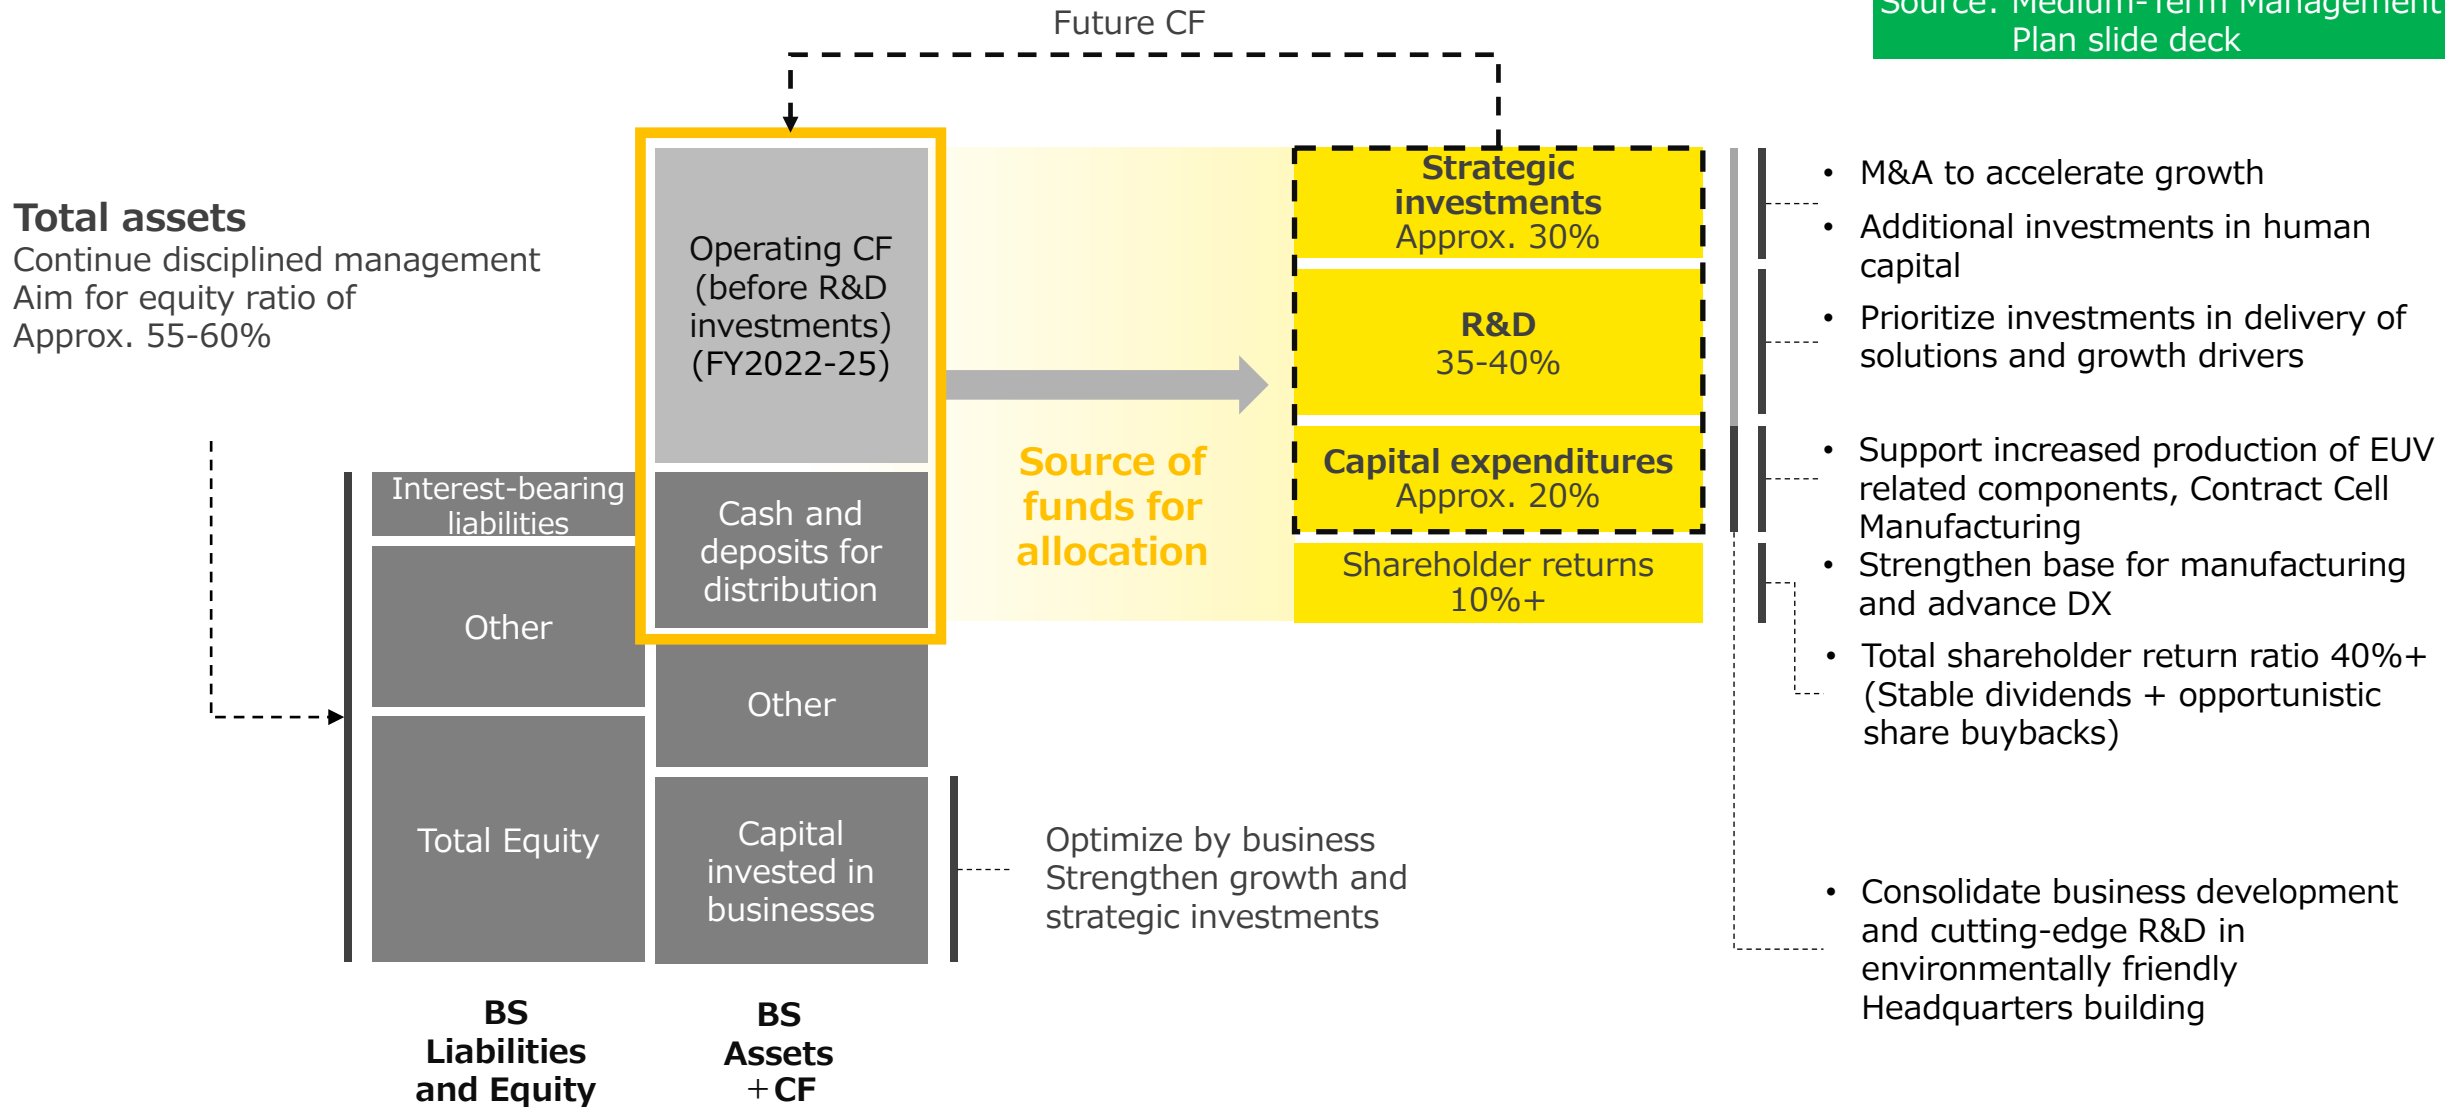 Future CF
Source: Medium-Term Management
Plan slide deck
Total assets
Continue disciplined management
Aim for equity ratio of
Approx. 55-60%
Operating CF
(before R&D
investments)
(FY2022-25)
Interest-bearing
liabilities
Cash and
deposits for
distribution
Other
Other
Total Equity
Capital
invested in
businesses
BS
Liabilities
and Equity
BS
Assets
＋CF
Source of
funds for
allocation
Strategic
investments
Approx. 30%
R&D
35-40%
Capital expenditures
Approx. 20%
Shareholder returns
10%+
Optimize by business
Strengthen growth and
strategic investments
• M&A to accelerate growth
• Additional investments in human
capital
• Prioritize investments in delivery of
solutions and growth drivers
• Support increased production of EUV
related components, Contract Cell
Manufacturing
• Strengthen base for manufacturing
and advance DX
• Total shareholder return ratio 40%+
(Stable dividends + opportunistic
share buybacks)
• Consolidate business development
and cutting-edge R&D in
environmentally friendly
Headquarters building